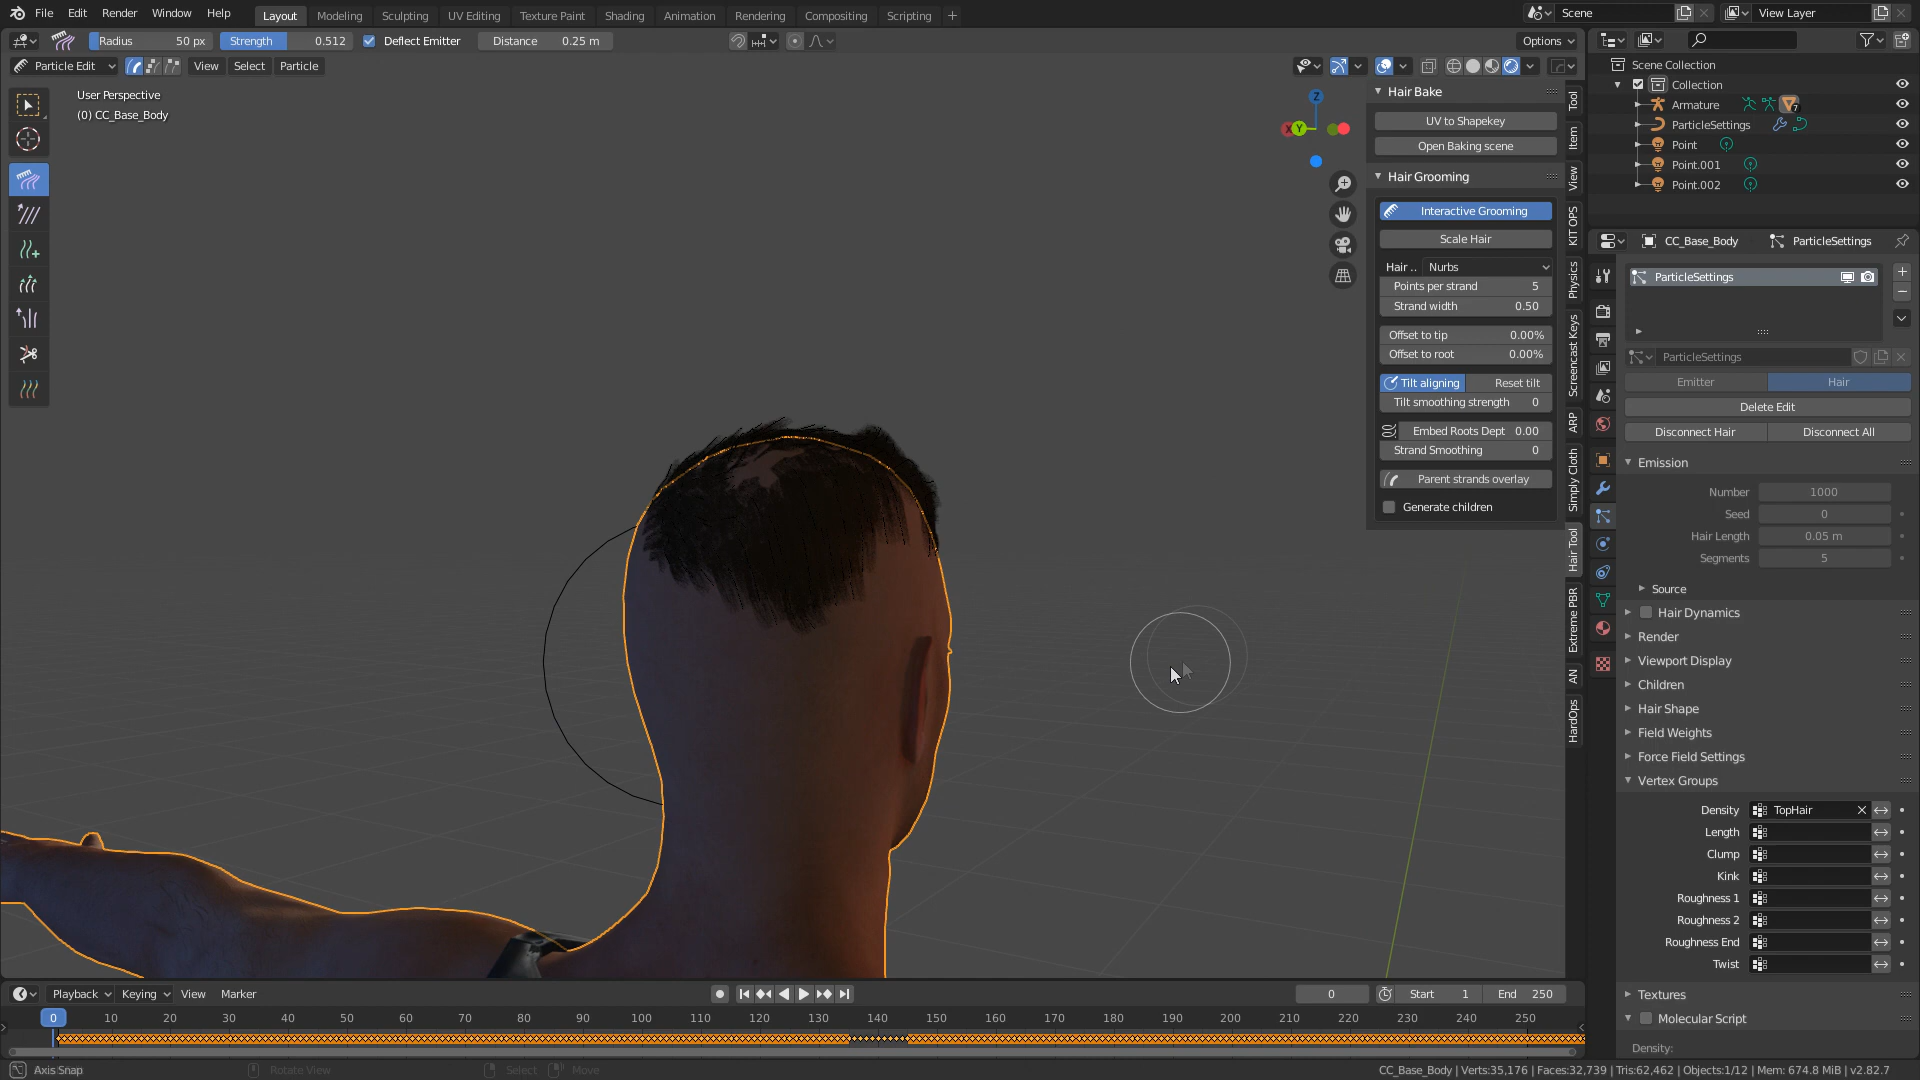 File Edit Render Window Help Layout Modeling Sculpting UV Editing Texture Paint Shading Animation Rendering Compositing Scripting + Scene View Layer
Radius 50 px Strength 0.512 Deflect Emitter Distance 0.25 m Options
Particle Edit View Select Particle
User Perspective
(0) CC_Base_Body
Z
X Y
Hair Bake
UV to Shapekey
Open Baking scene
Hair Grooming
Interactive Grooming
Scale Hair
Hair .. Nurbs
Points per strand 5
Strand width 0.50
Offset to tip 0.00%
Offset to root 0.00%
Tilt aligning Reset tilt
Tilt smoothing strength 0
Embed Roots Dept 0.00
Strand Smoothing 0
Parent strands overlay
Generate children
Tool
Item
View
KIT OPS
Physics
Screencast Keys
ARP
Simply Cloth
Hair Tool
Extreme PBR
AN
HardOps
Scene Collection
Collection
Armature 7
ParticleSettings
Point
Point.001
Point.002
CC_Base_Body ParticleSettings
ParticleSettings
ParticleSettings
Emitter Hair
Delete Edit
Disconnect Hair Disconnect All
Emission
Number 1000
Seed 0
Hair Length 0.05 m
Segments 5
Source
Hair Dynamics
Render
Viewport Display
Children
Hair Shape
Field Weights
Force Field Settings
Vertex Groups
Density TopHair
Length
Clump
Kink
Roughness 1
Roughness 2
Roughness End
Twist
Textures
Molecular Script
Density:
Playback Keying View Marker 0 Start 1 End 250
0 10 20 30 40 50 60 70 80 90 100 110 120 130 140 150 160 170 180 190 200 210 220 230 240 250
Axis Snap Rotate View Select Move CC_Base_Body | Verts:35,176 | Faces:32,739 | Tris:62,462 | Objects:1/12 | Mem: 674.8 MiB | v2.82.7